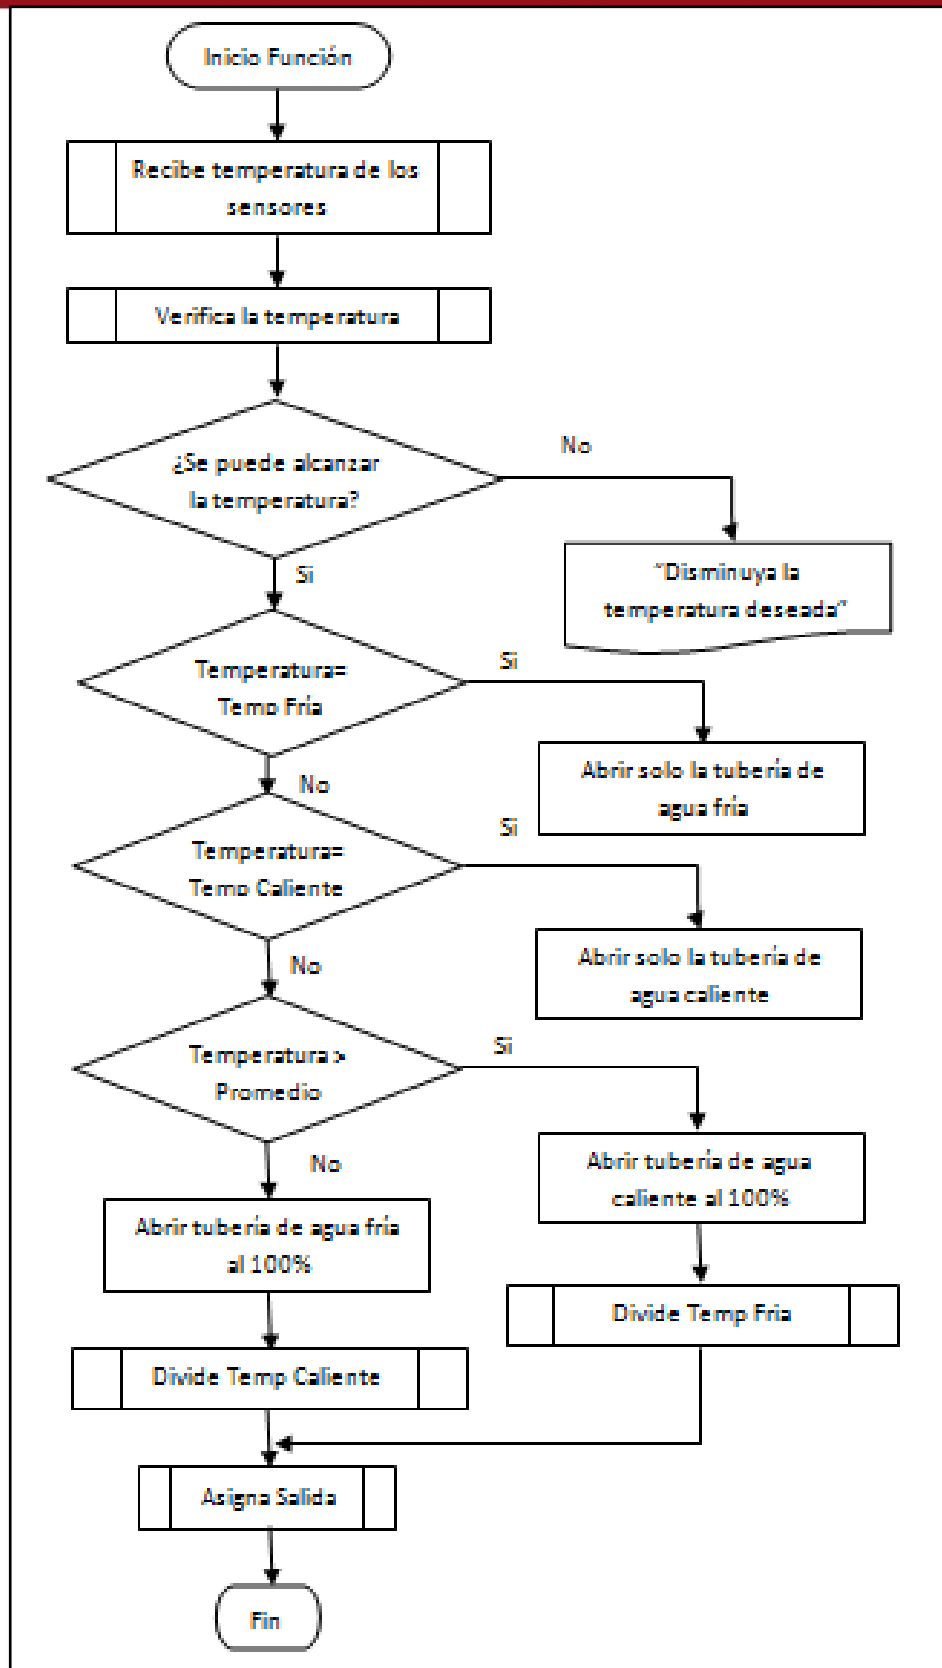 Inicio Función
Recibe temperatura de los
sensores
Verifica la temperatura
¿Se puede alcanzar
la temperatura?
No
"Disminuya la
temperatura deseada"
Si
Temperatura=
Temp Fría
Si
Abrir solo la tubería de
agua fría
No
Temperatura=
Temp Caliente
Si
Abrir solo la tubería de
agua caliente
No
Temperatura >
Promedio
Si
Abrir tubería de agua
caliente al 100%
No
Abrir tubería de agua fría
al 100%
Divide Temp Fria
Divide Temp Caliente
Asigna Salida
Fin